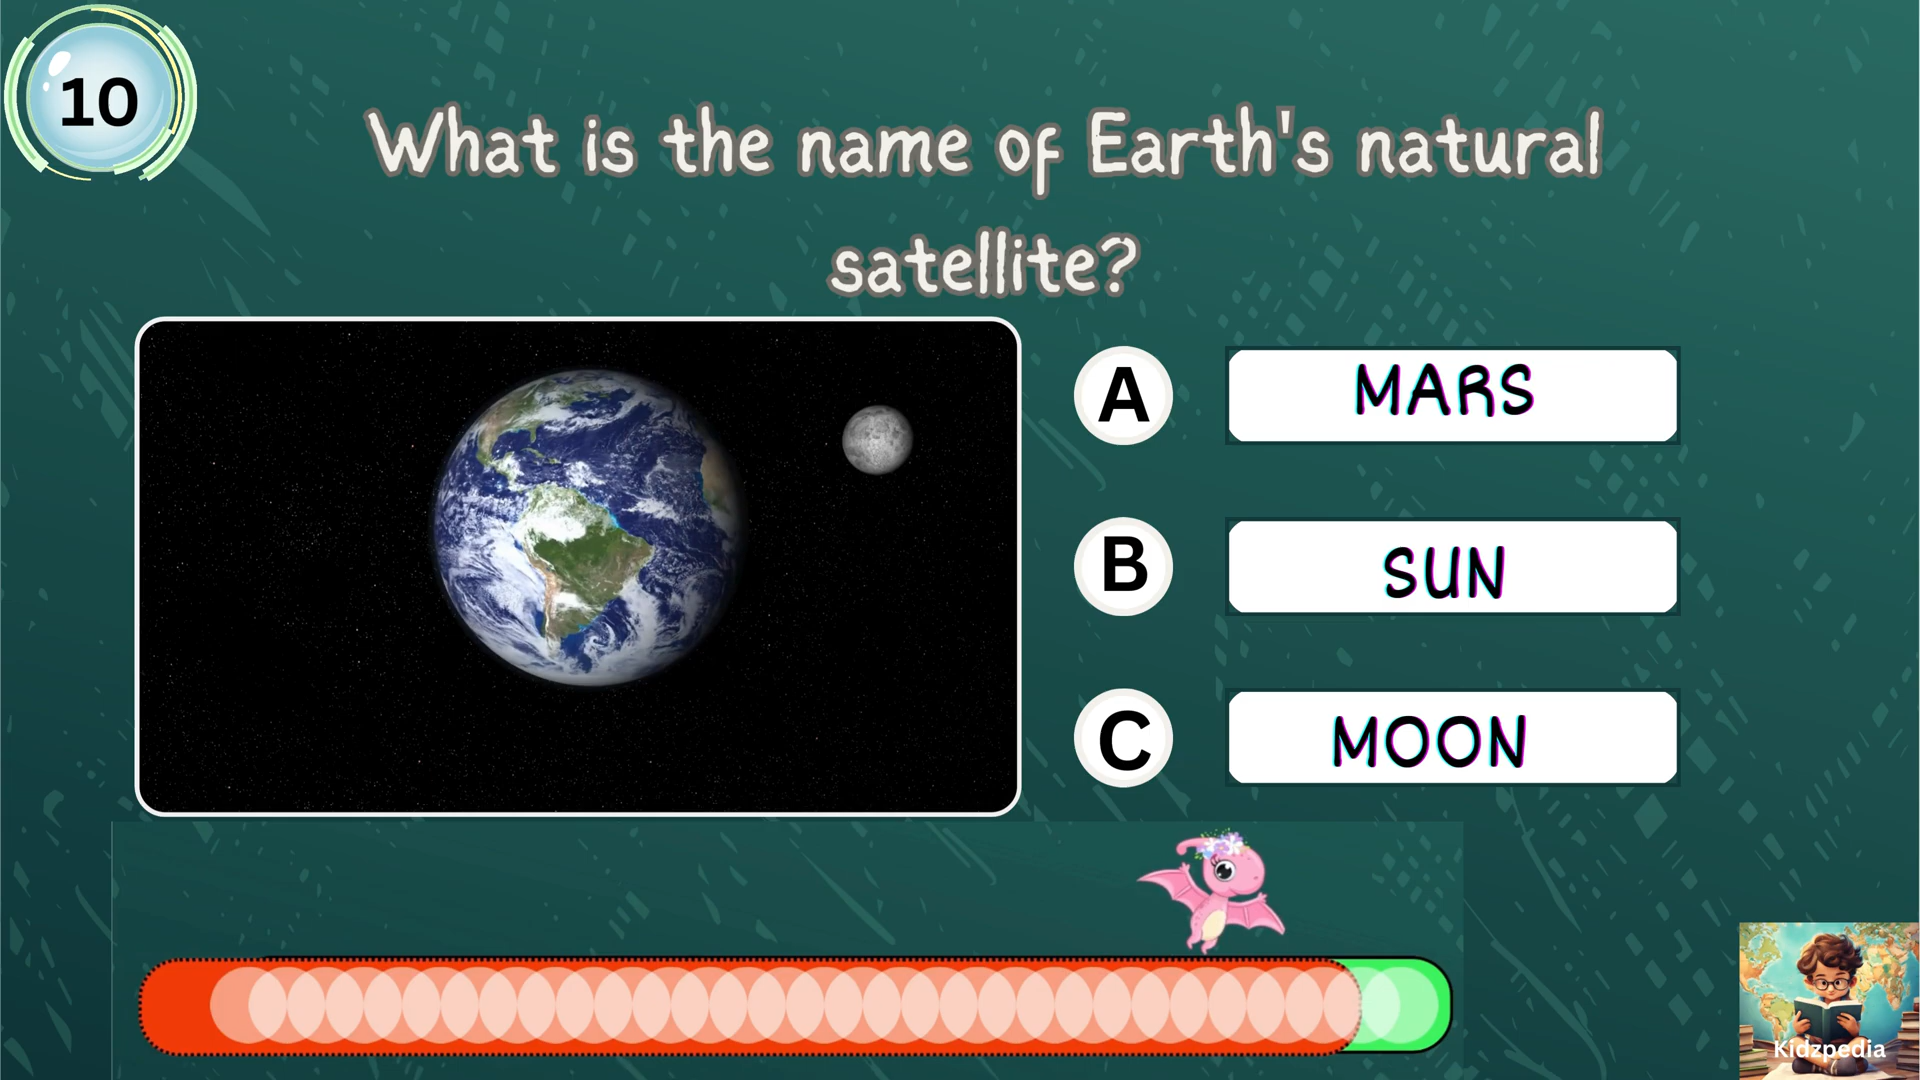 10
What is the name of Earth's natural
satellite?
A
MARS
B
SUN
C
MOON
Kidzpedia